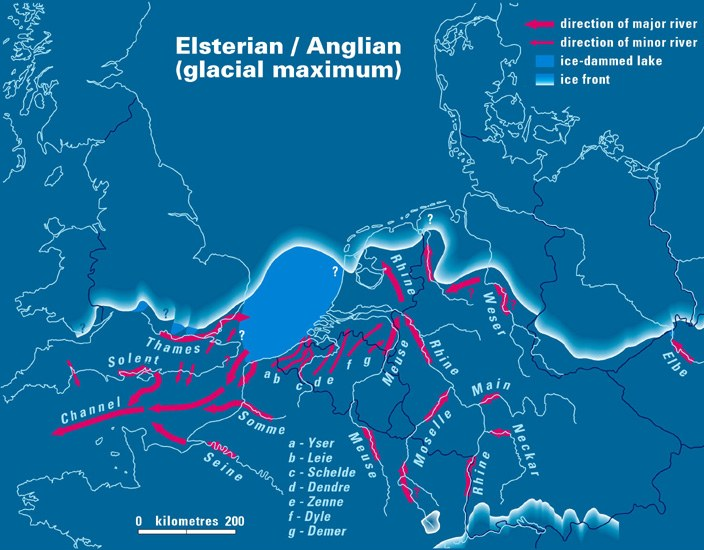 Elsterian / Anglian
(glacial maximum)
direction of major river
direction of minor river
ice-dammed lake
ice front
?
?
?
?
?
?
Rhine
Weser
Thames
Solent
Channel
Somme
Seine
a b c d e f g
Meuse
Rhine
Elbe
Main
Moselle
Meuse
Neckar
Rhine
a - Yser
b - Leie
c - Schelde
d - Dendre
e - Zenne
f - Dyle
g - Demer
0 kilometres 200